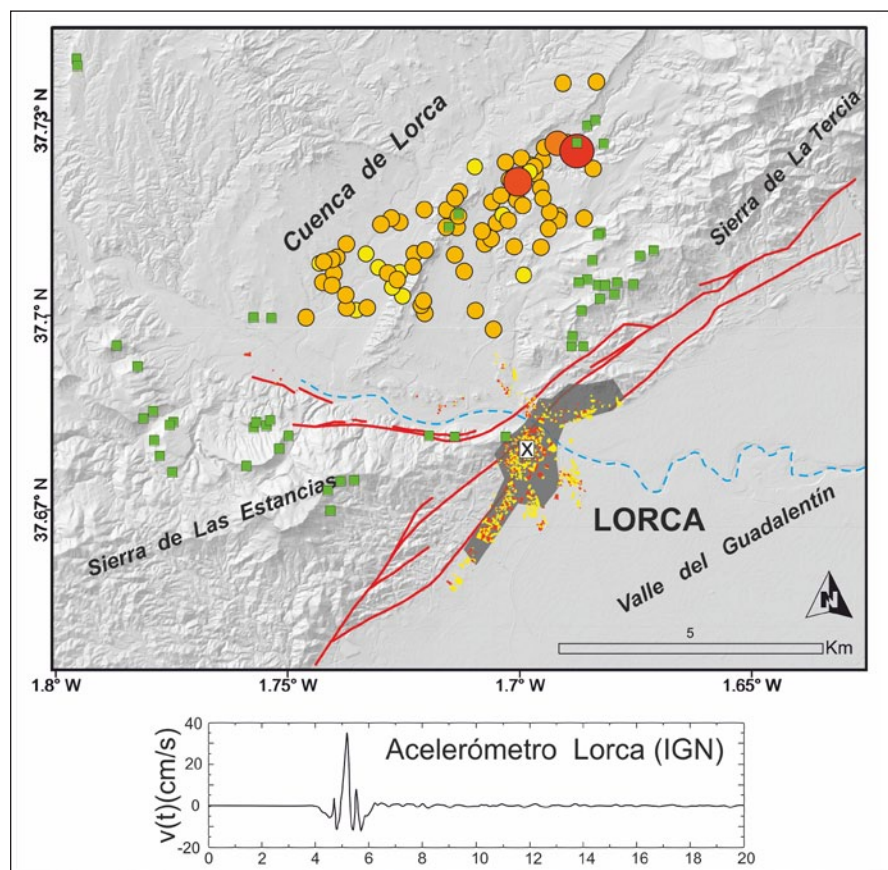 37.73° N
37.7° N
37.67° N
Cuenca de Lorca
Sierra de La Tercia
Sierra de Las Estancias
X
LORCA
Valle del Guadalentín
N
5
Km
1.8° W
1.75° W
1.7° W
1.65° W
Acelerómetro Lorca (IGN)
v(t)(cm/s)
40
20
0
-20
0 2 4 6 8 10 12 14 16 18 20